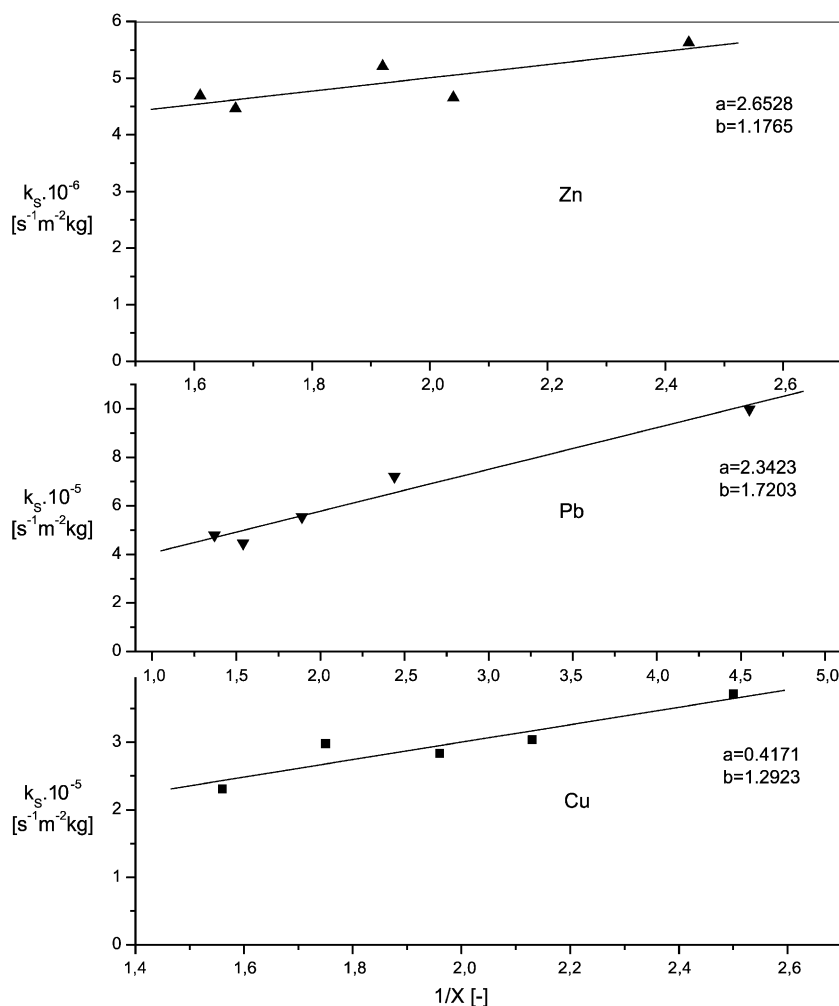 6
5
4
3
2
1
0
k_S.10^-6
[s^-1m^-2kg]
a=2.6528
b=1.1765
Zn
1,6 1,8 2,0 2,2 2,4 2,6
10
8
6
4
2
0
k_S.10^-5
[s^-1m^-2kg]
a=2.3423
b=1.7203
Pb
1,0 1,5 2,0 2,5 3,0 3,5 4,0 4,5 5,0
3
2
1
0
k_S.10^-5
[s^-1m^-2kg]
a=0.4171
b=1.2923
Cu
1,4 1,6 1,8 2,0 2,2 2,4 2,6
1/X [-]